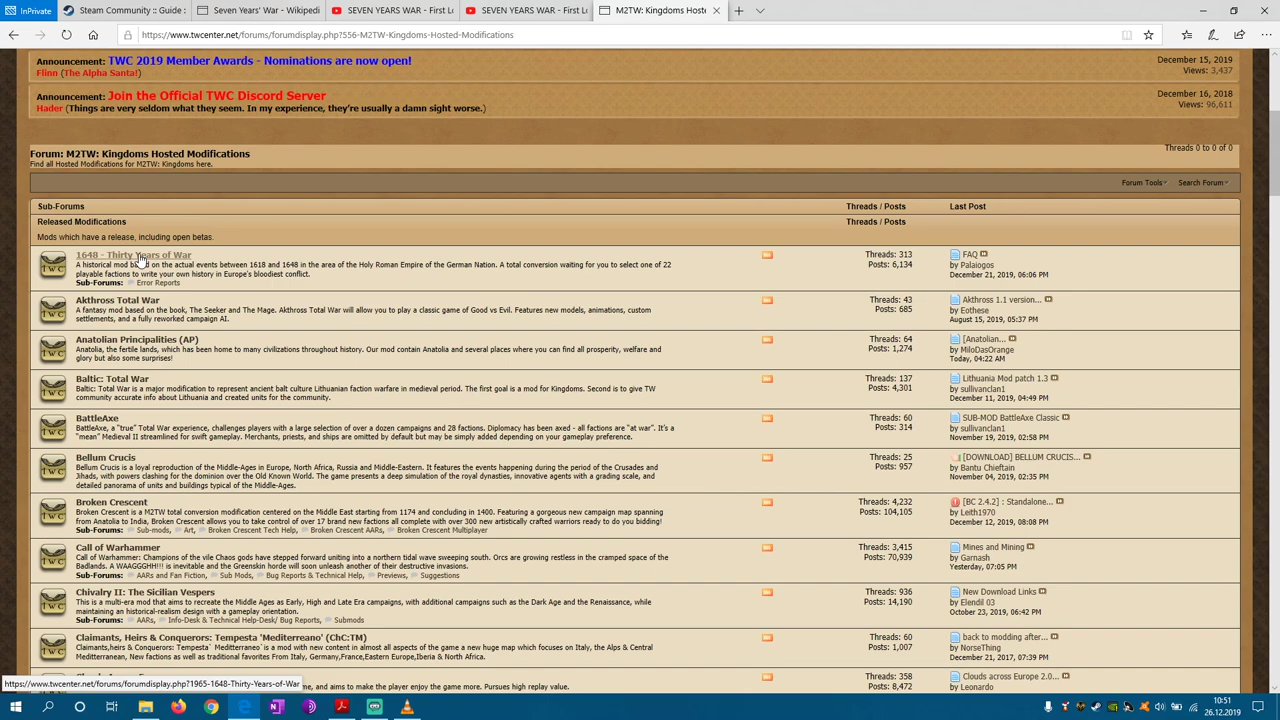 InPrivate
Steam Community :: Guide :
Seven Years' War - Wikipedi
SEVEN YEARS WAR - First Lo
SEVEN YEARS WAR - First Lo
M2TW: Kingdoms Hoste
https://www.twcenter.net/forums/forumdisplay.php?556-M2TW-Kingdoms-Hosted-Modifications
Announcement: TWC 2019 Member Awards - Nominations are now open!
December 15, 2019
Flinn (The Alpha Santa!)
Views: 3,437
Announcement: Join the Official TWC Discord Server
December 16, 2018
Hader (Things are very seldom what they seem. In my experience, they're usually a damn sight worse.)
Views: 96,611
Forum: M2TW: Kingdoms Hosted Modifications
Threads 0 to 0 of 0
Find all Hosted Modifications for M2TW: Kingdoms here.
Forum Tools
Search Forum
Sub-Forums
Threads / Posts
Last Post
Released Modifications
Threads / Posts
Mods which have a release, including open betas.
1648 - Thirty Years of War
A historical mod based on the actual events between 1618 and 1648 in the area of the Holy Roman Empire of the German Nation. A total conversion waiting for you to select one of 22
playable factions to write your own history in Europe's bloodiest conflict.
Sub-Forums: Error Reports
Threads: 313
Posts: 6,134
FAQ
by Palaiogos
December 21, 2019, 06:06 PM
Akthross Total War
A fantasy mod based on the book, The Seeker and The Mage. Akthross Total War will allow you to play a classic game of Good vs Evil. Features new models, animations, custom
settlements, and a fully reworked campaign AI.
Threads: 43
Posts: 685
Akthross 1.1 version...
by Eothese
August 15, 2019, 05:37 PM
Anatolian Principalities (AP)
Anatolia, the fertile lands, which has been home to many civilizations throughout history. Our mod contain Anatolia and several places where you can find all prosperity, welfare and
glory but also some surprises!
Threads: 64
Posts: 1,274
[Anatolian...
by MiloDasOrange
Today, 04:22 AM
Baltic: Total War
Baltic: Total War is a major modification to represent ancient balt culture Lithuanian faction warfare in medieval period. The first goal is a mod for Kingdoms. Second is to give TW
community accurate info about Lithuania and created units for the community.
Threads: 137
Posts: 4,301
Lithuania Mod patch 1.3
by sullivanclan1
December 11, 2019, 04:49 PM
BattleAxe
BattleAxe, a "true" Total War experience, challenges players with a large selection of over a dozen campaigns and 28 factions. Diplomacy has been axed - all factions are "at war". It's a
"mean" Medieval II streamlined for swift gameplay. Merchants, priests, and ships are omitted by default but may be simply added depending on your gameplay preference.
Threads: 60
Posts: 314
SUB-MOD BattleAxe Classic
by sullivanclan1
November 19, 2019, 02:58 PM
Bellum Crucis
Bellum Crucis is a loyal reproduction of the Middle-Ages in Europe, North Africa, Russia and Middle-Eastern. It features the events happening during the period of the Crusades and
Jihads, with powers clashing for the dominion over the Old Known World. The game presents a deep simulation of the royal dynasties, innovative agents with a grading scale, and
detailed panorama of units and buildings typical of the Middle-Ages.
Threads: 25
Posts: 957
[DOWNLOAD] BELLUM CRUCIS...
by Bantu Chieftain
November 04, 2019, 02:35 PM
Broken Crescent
Broken Crescent is a M2TW total conversion modification centered on the Middle East starting from 1174 and concluding in 1400. Featuring a gorgeous new campaign map spanning
from Anatolia to India, Broken Crescent allows you to take control of over 17 brand new factions all complete with over 300 new artistically crafted warriors ready to do you bidding!
Sub-Forums: Sub-mods, Art, Broken Crescent Tech Help, Broken Crescent AARs, Broken Crescent Multiplayer
Threads: 4,232
Posts: 104,105
[BC 2.4.2] : Standalone...
by Leith1970
December 12, 2019, 08:08 PM
Call of Warhammer
Call of Warhammer: Champions of the vile Chaos gods have stepped forward uniting into a northern tidal wave sweeping south. Orcs are growing restless in the cramped space of the
Badlands. A WAAAGGHH! is inevitable and the Greenskin horde will soon unleash another of their destructive invasions.
Sub-Forums: AARs and Fan Fiction, Sub Mods, Bug Reports & Technical Help, Previews, Suggestions
Threads: 3,415
Posts: 70,939
Mines and Mining
by Garnash
Yesterday, 07:05 PM
Chivalry II: The Sicilian Vespers
This is a multi-era mod that aims to recreate the Middle Ages as Early, High and Late Era campaigns, with additional campaigns such as the Dark Age and the Renaissance, while
maintaining an historical-realism design with a gameplay orientation.
Sub-Forums: AARs, Info-Desk & Technical Help-Desk/ Bug Reports, Submods
Threads: 936
Posts: 14,190
New Download Links
by Elendil 03
October 23, 2019, 06:42 PM
Claimants, Heirs & Conquerors: Tempesta 'Mediterreano' (ChC:TM)
Claimants,heirs & Conquerors: Tempesta` Mediterraneo` is a mod with new content in almost all aspects of the game a new huge map which focuses on Italy, the Alps & Central
Mediterranean, New factions as well as traditional favorites From Italy, Germany,France,Eastern Europe,Iberia & North Africa.
Threads: 60
Posts: 1,007
back to modding after...
by NorseThing
December 21, 2017, 07:39 PM
https://www.twcenter.net/forums/forumdisplay.php?1965-1648-Thirty-Years-of-War
me, and aims to make the player enjoy the game more. Pursues high replay value.
Threads: 358
Posts: 8,472
Clouds across Europe 2.0...
by Leonardo
10:51
26.12.2019